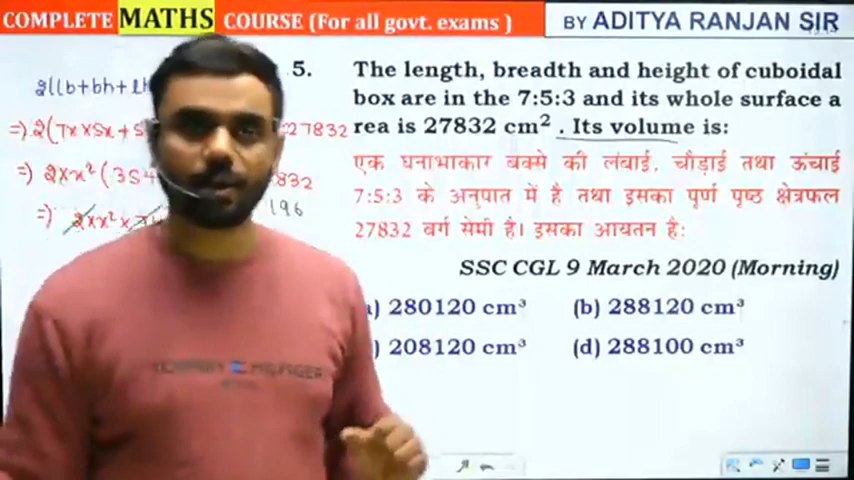 COMPLETE MATHS COURSE (For all govt. exams)
BY ADITYA RANJAN SIR
2(lb+bh+lh
5. The length, breadth and height of cuboidal
box are in the 7:5:3 and its whole surface a
rea is 27832 cm² . Its volume is:
=) 2(7x×5x+5 27832
=) 2×x²(35+ 832
=) 2×x²× 196
एक घनाभाकार बक्से की लंबाई, चौड़ाई तथा ऊंचाई
7:5:3 के अनुपात में है तथा इसका पूर्ण पृष्ठ क्षेत्रफल
27832 वर्ग सेमी है। इसका आयतन है:
SSC CGL 9 March 2020 (Morning)
280120 cm³ (b) 288120 cm³
208120 cm³ (d) 288100 cm³